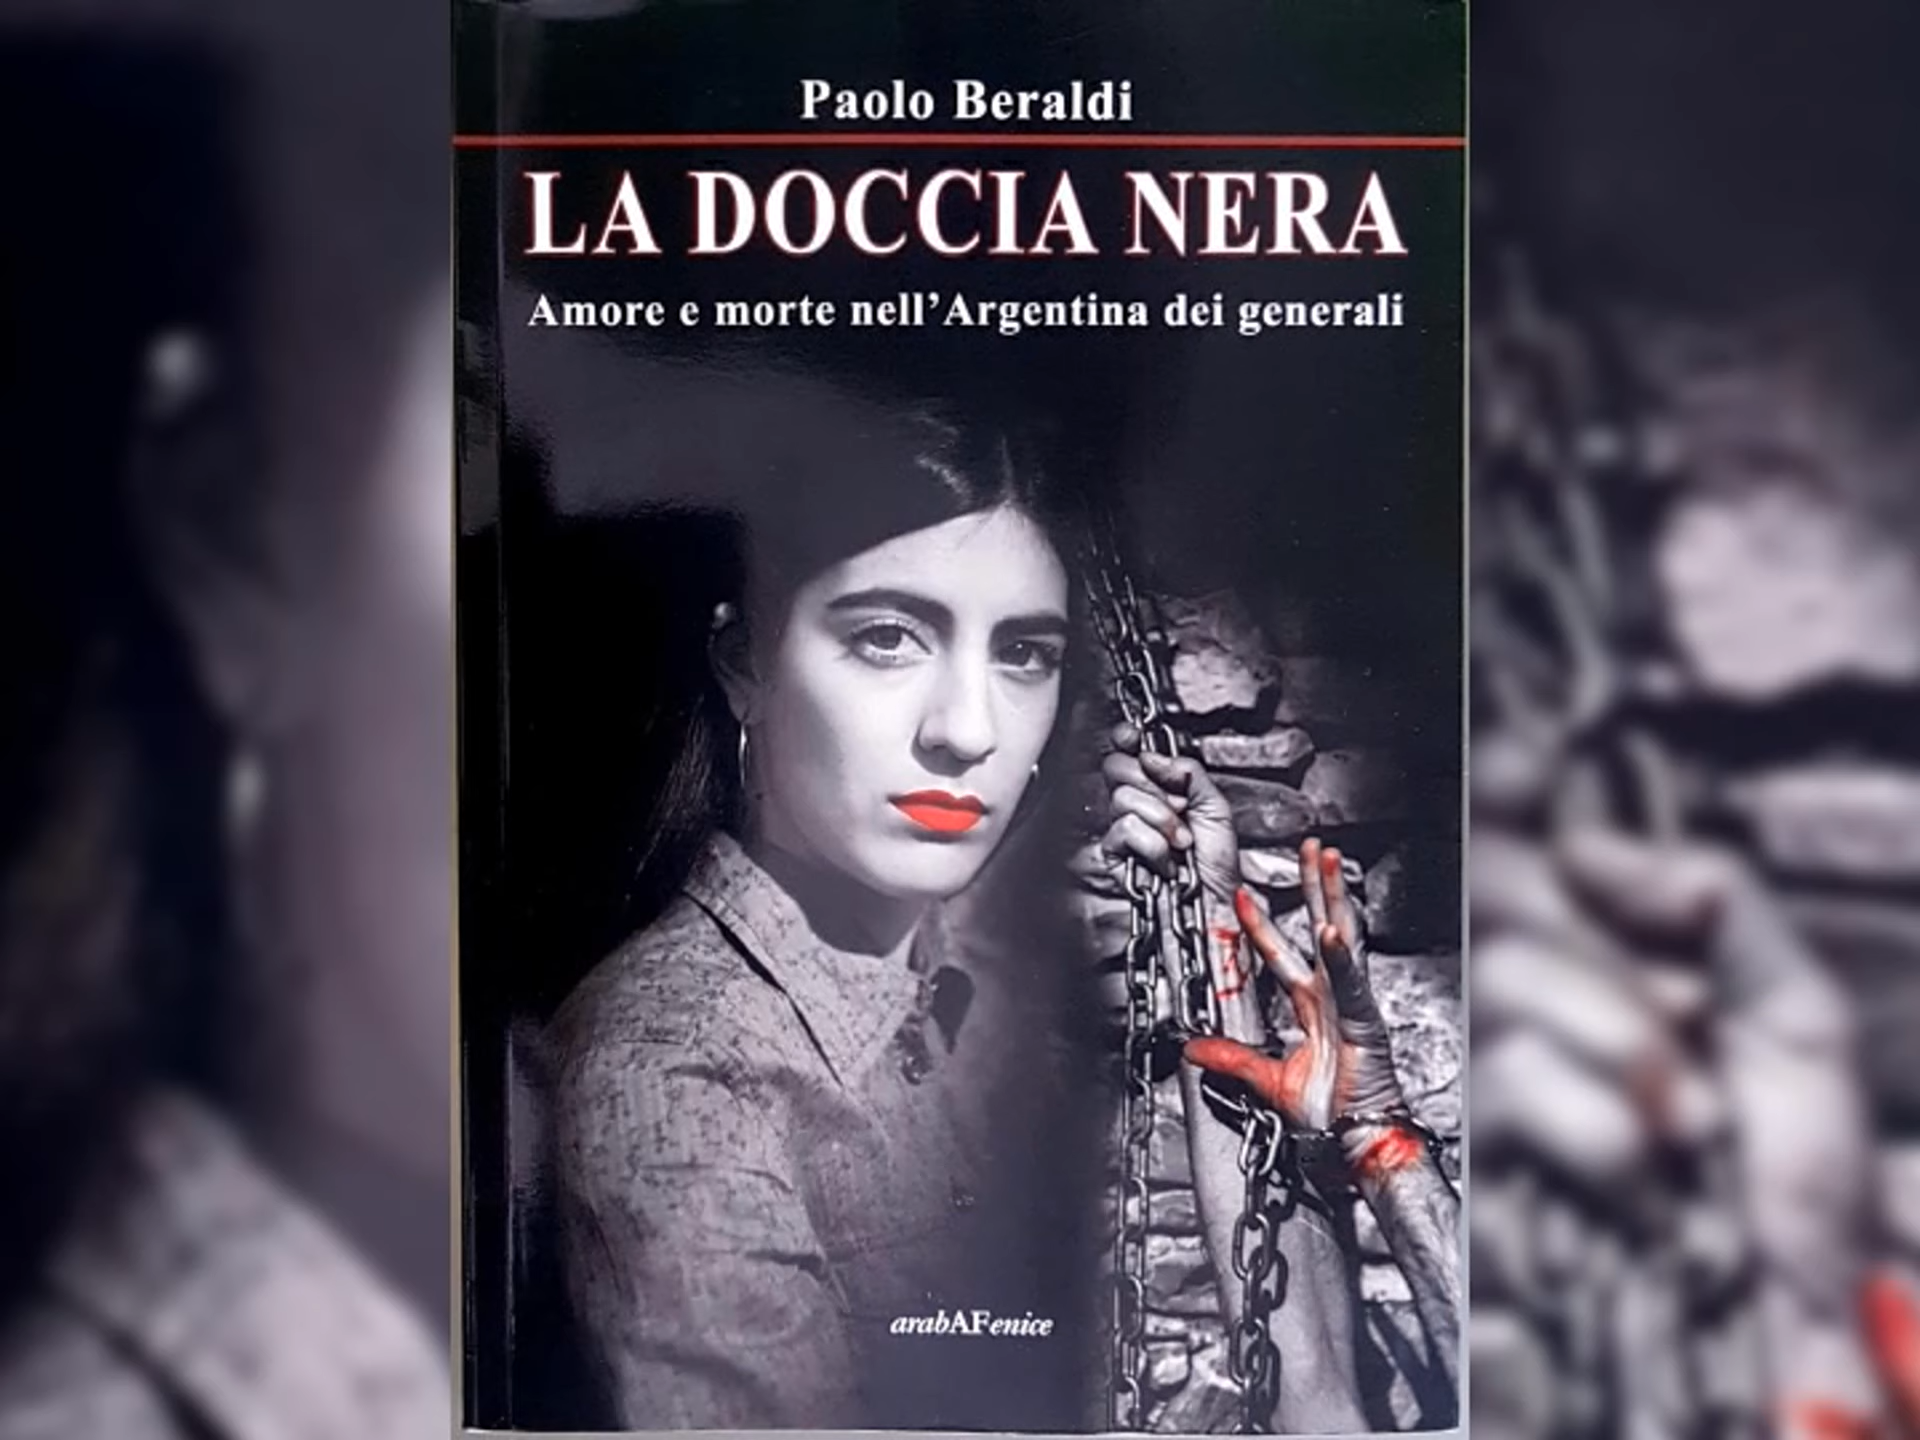 Paolo Beraldi
LA DOCCIA NERA
Amore e morte nell’Argentina dei generali
arabAFenice